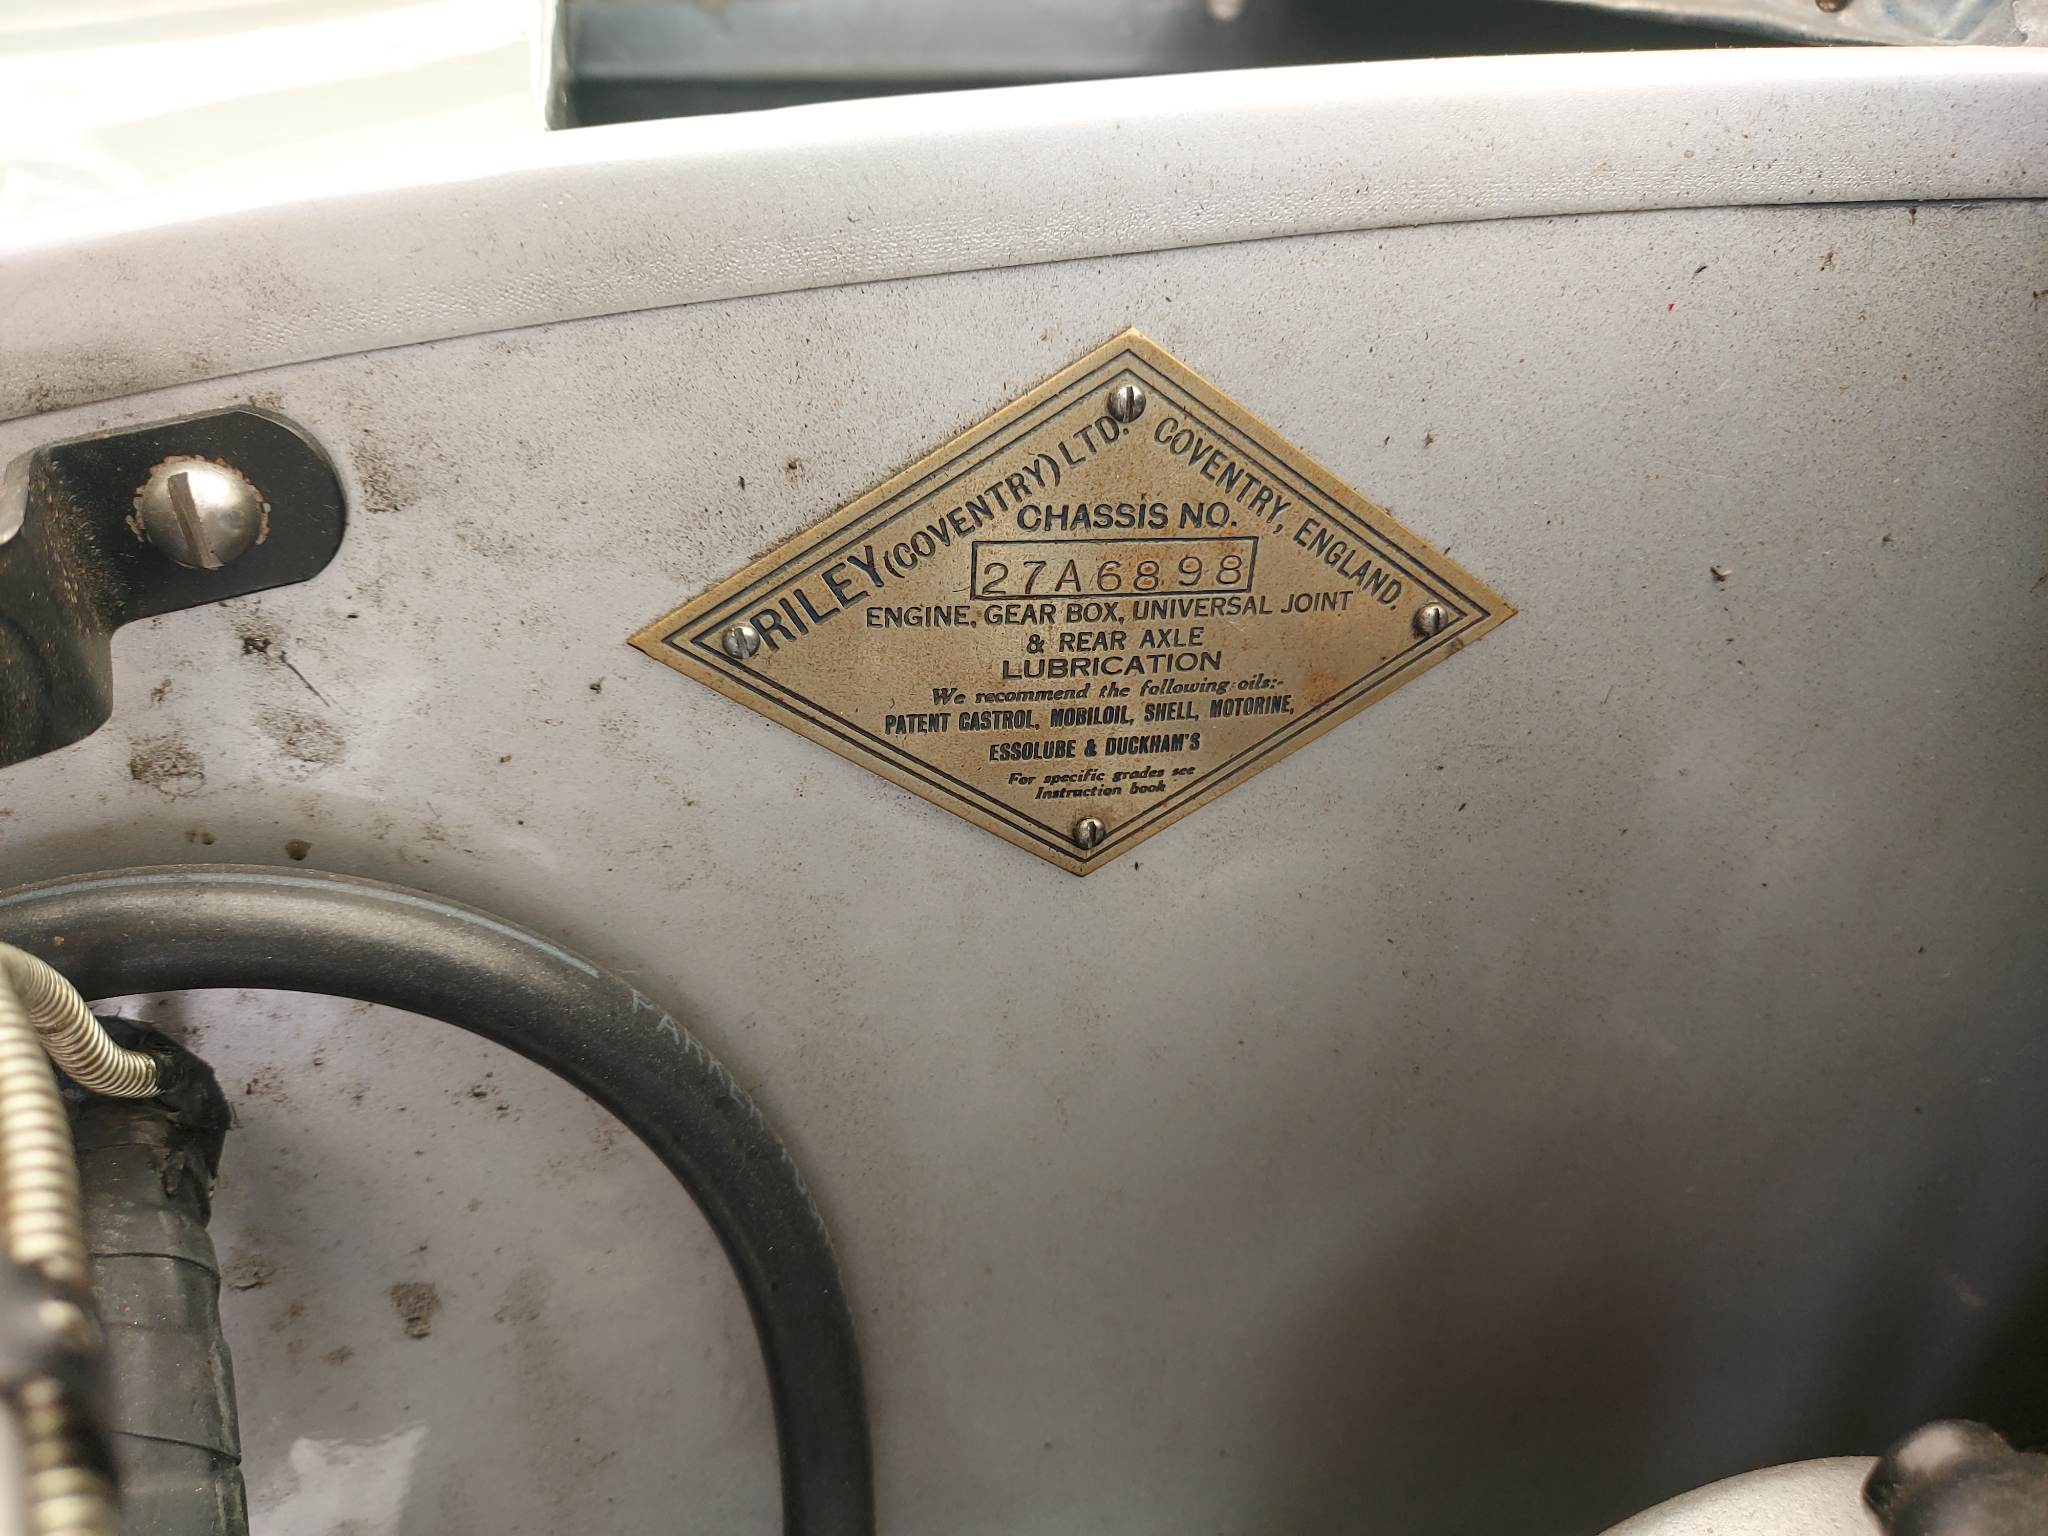 RILEY (COVENTRY) LTD. COVENTRY, ENGLAND.
CHASSIS NO.
27A6898
ENGINE, GEAR BOX, UNIVERSAL JOINT
& REAR AXLE
LUBRICATION
We recommend the following oils:-
PATENT CASTROL, MOBILOIL, SHELL, MOTORINE,
ESSOLUBE & DUCKHAM'S
For specific grades see
Instruction book